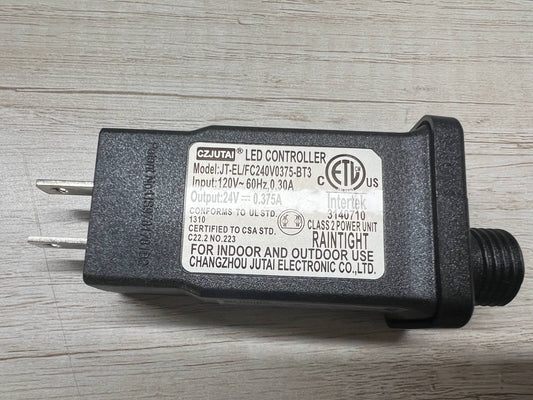 CZJUTAI LED CONTROLLER
Model:JT-EL/FC240V0375-BT3
Input:120V~ 60Hz, 0.30A
Output:24V⎓0.375A
CONFORMS TO UL STD.
1310
CERTIFIED TO CSA STD.
C22.2 NO.223
C ETL US
Intertek
3140710
CLASS 2 POWER UNIT
RAINTIGHT
FOR INDOOR AND OUTDOOR USE
CHANGZHOU JUTAI ELECTRONIC CO.,LTD.